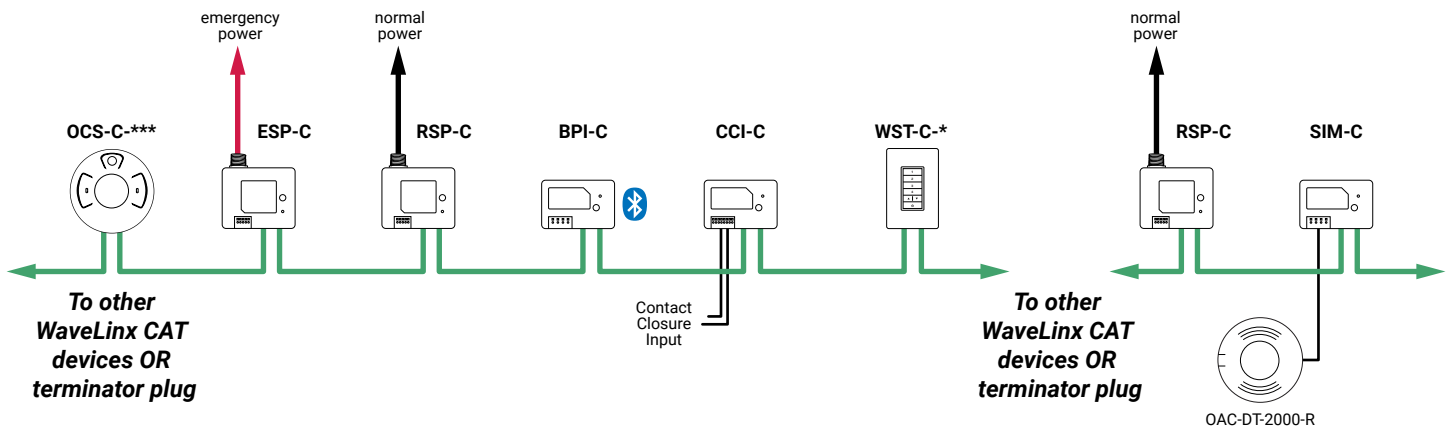 emergency
power
normal
power
normal
power
OCS-C-***
ESP-C
RSP-C
BPI-C
CCI-C
WST-C-*
RSP-C
SIM-C
Contact
Closure
Input
To other
WaveLinx CAT
devices OR
terminator plug
To other
WaveLinx CAT
devices OR
terminator plug
OAC-DT-2000-R